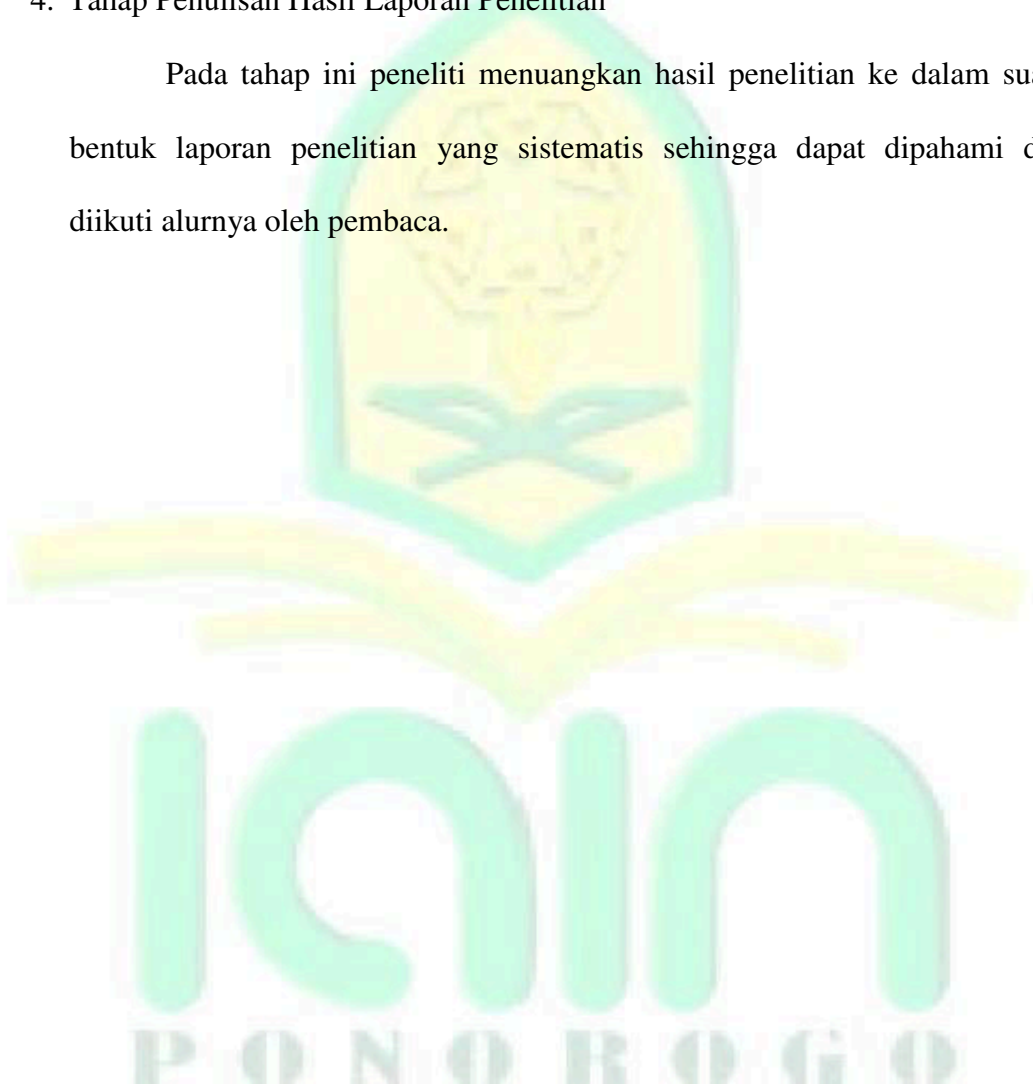 4. Tahap Penulisan Hasil Laporan Penelitian
Pada tahap ini peneliti menuangkan hasil penelitian ke dalam sua
bentuk laporan penelitian yang sistematis sehingga dapat dipahami d
diikuti alurnya oleh pembaca.
iain
PONOROGO